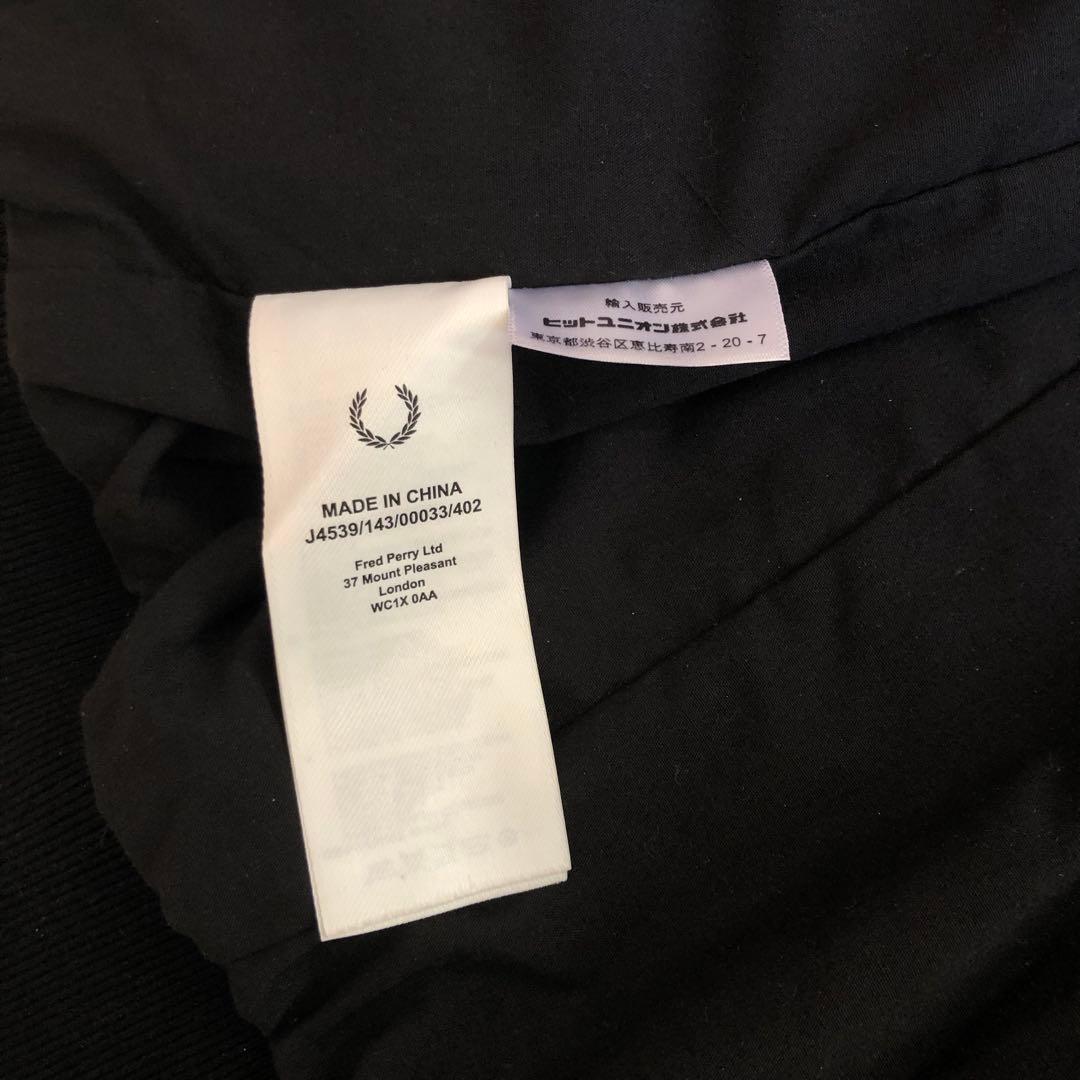 輸入販売元
ヒットユニオン株式会社
東京都渋谷区恵比寿南2-20-7
MADE IN CHINA
J4539/143/00033/402
Fred Perry Ltd
37 Mount Pleasant
London
WC1X 0AA